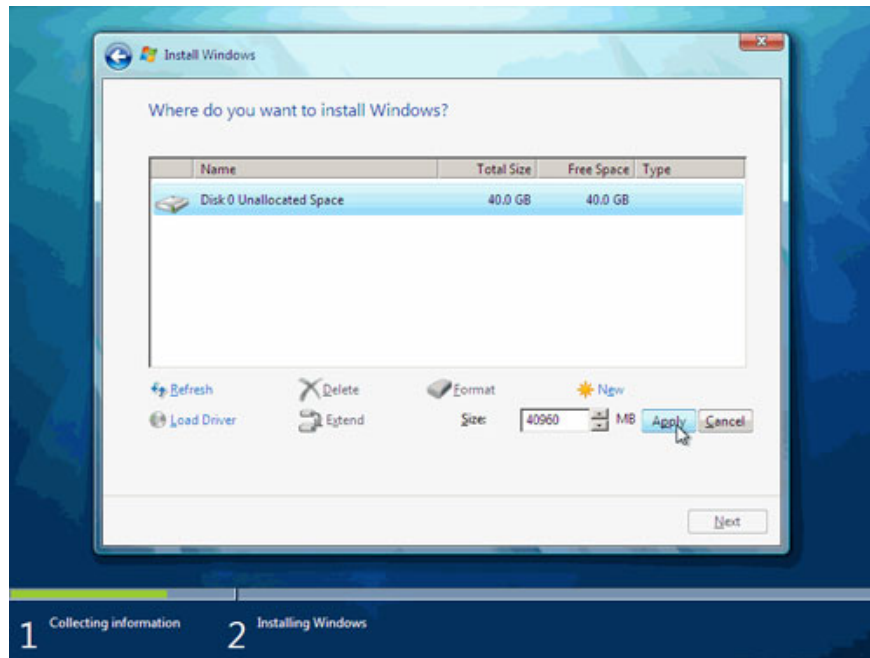 Install Windows
Where do you want to install Windows?
Name Total Size Free Space Type
Disk 0 Unallocated Space 40.0 GB 40.0 GB
Refresh Delete Format New
Load Driver Extend Size: 40960 MB Apply Cancel
Next
1 Collecting information 2 Installing Windows